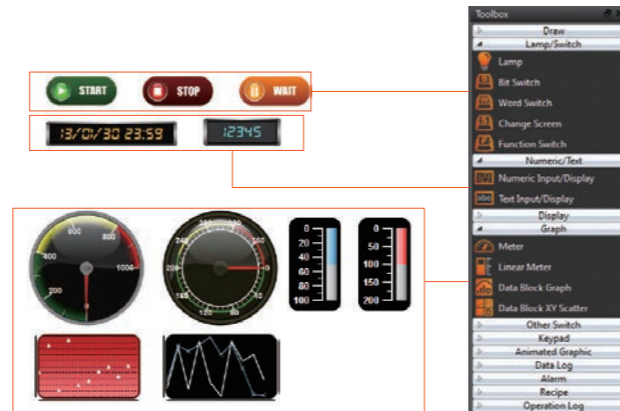 Toolbox
Draw
Lamp/Switch
Lamp
Bit Switch
Word Switch
Change Screen
Function Switch
Numeric/Text
Numeric Input/Display
Text Input/Display
Display
Graph
Meter
Linear Meter
Data Block Graph
Data Block XY Scatter
Other Switch
Keypad
Animated Graphic
Data Log
Alarm
Recipe
Operation Log
START STOP WAIT
13/01/30 23:59 12345
600
400 800
200 1000
0 0
20 50
40 100
60
80 150
100 200